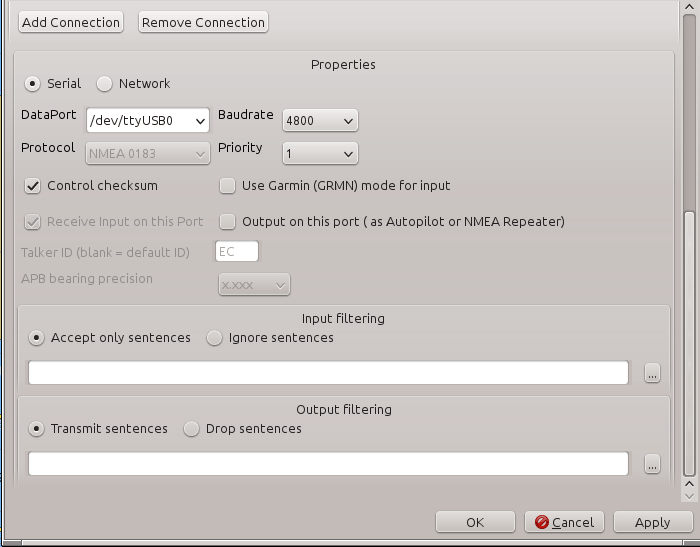 Add Connection Remove Connection
Properties
Serial Network
DataPort /dev/ttyUSB0 Baudrate 4800
Protocol NMEA 0183 Priority 1
Control checksum Use Garmin (GRMN) mode for input
Receive Input on this Port Output on this port ( as Autopilot or NMEA Repeater)
Talker ID (blank = default ID) EC
APB bearing precision x.xxx
Input filtering
Accept only sentences Ignore sentences
...
Output filtering
Transmit sentences Drop sentences
...
OK Cancel Apply